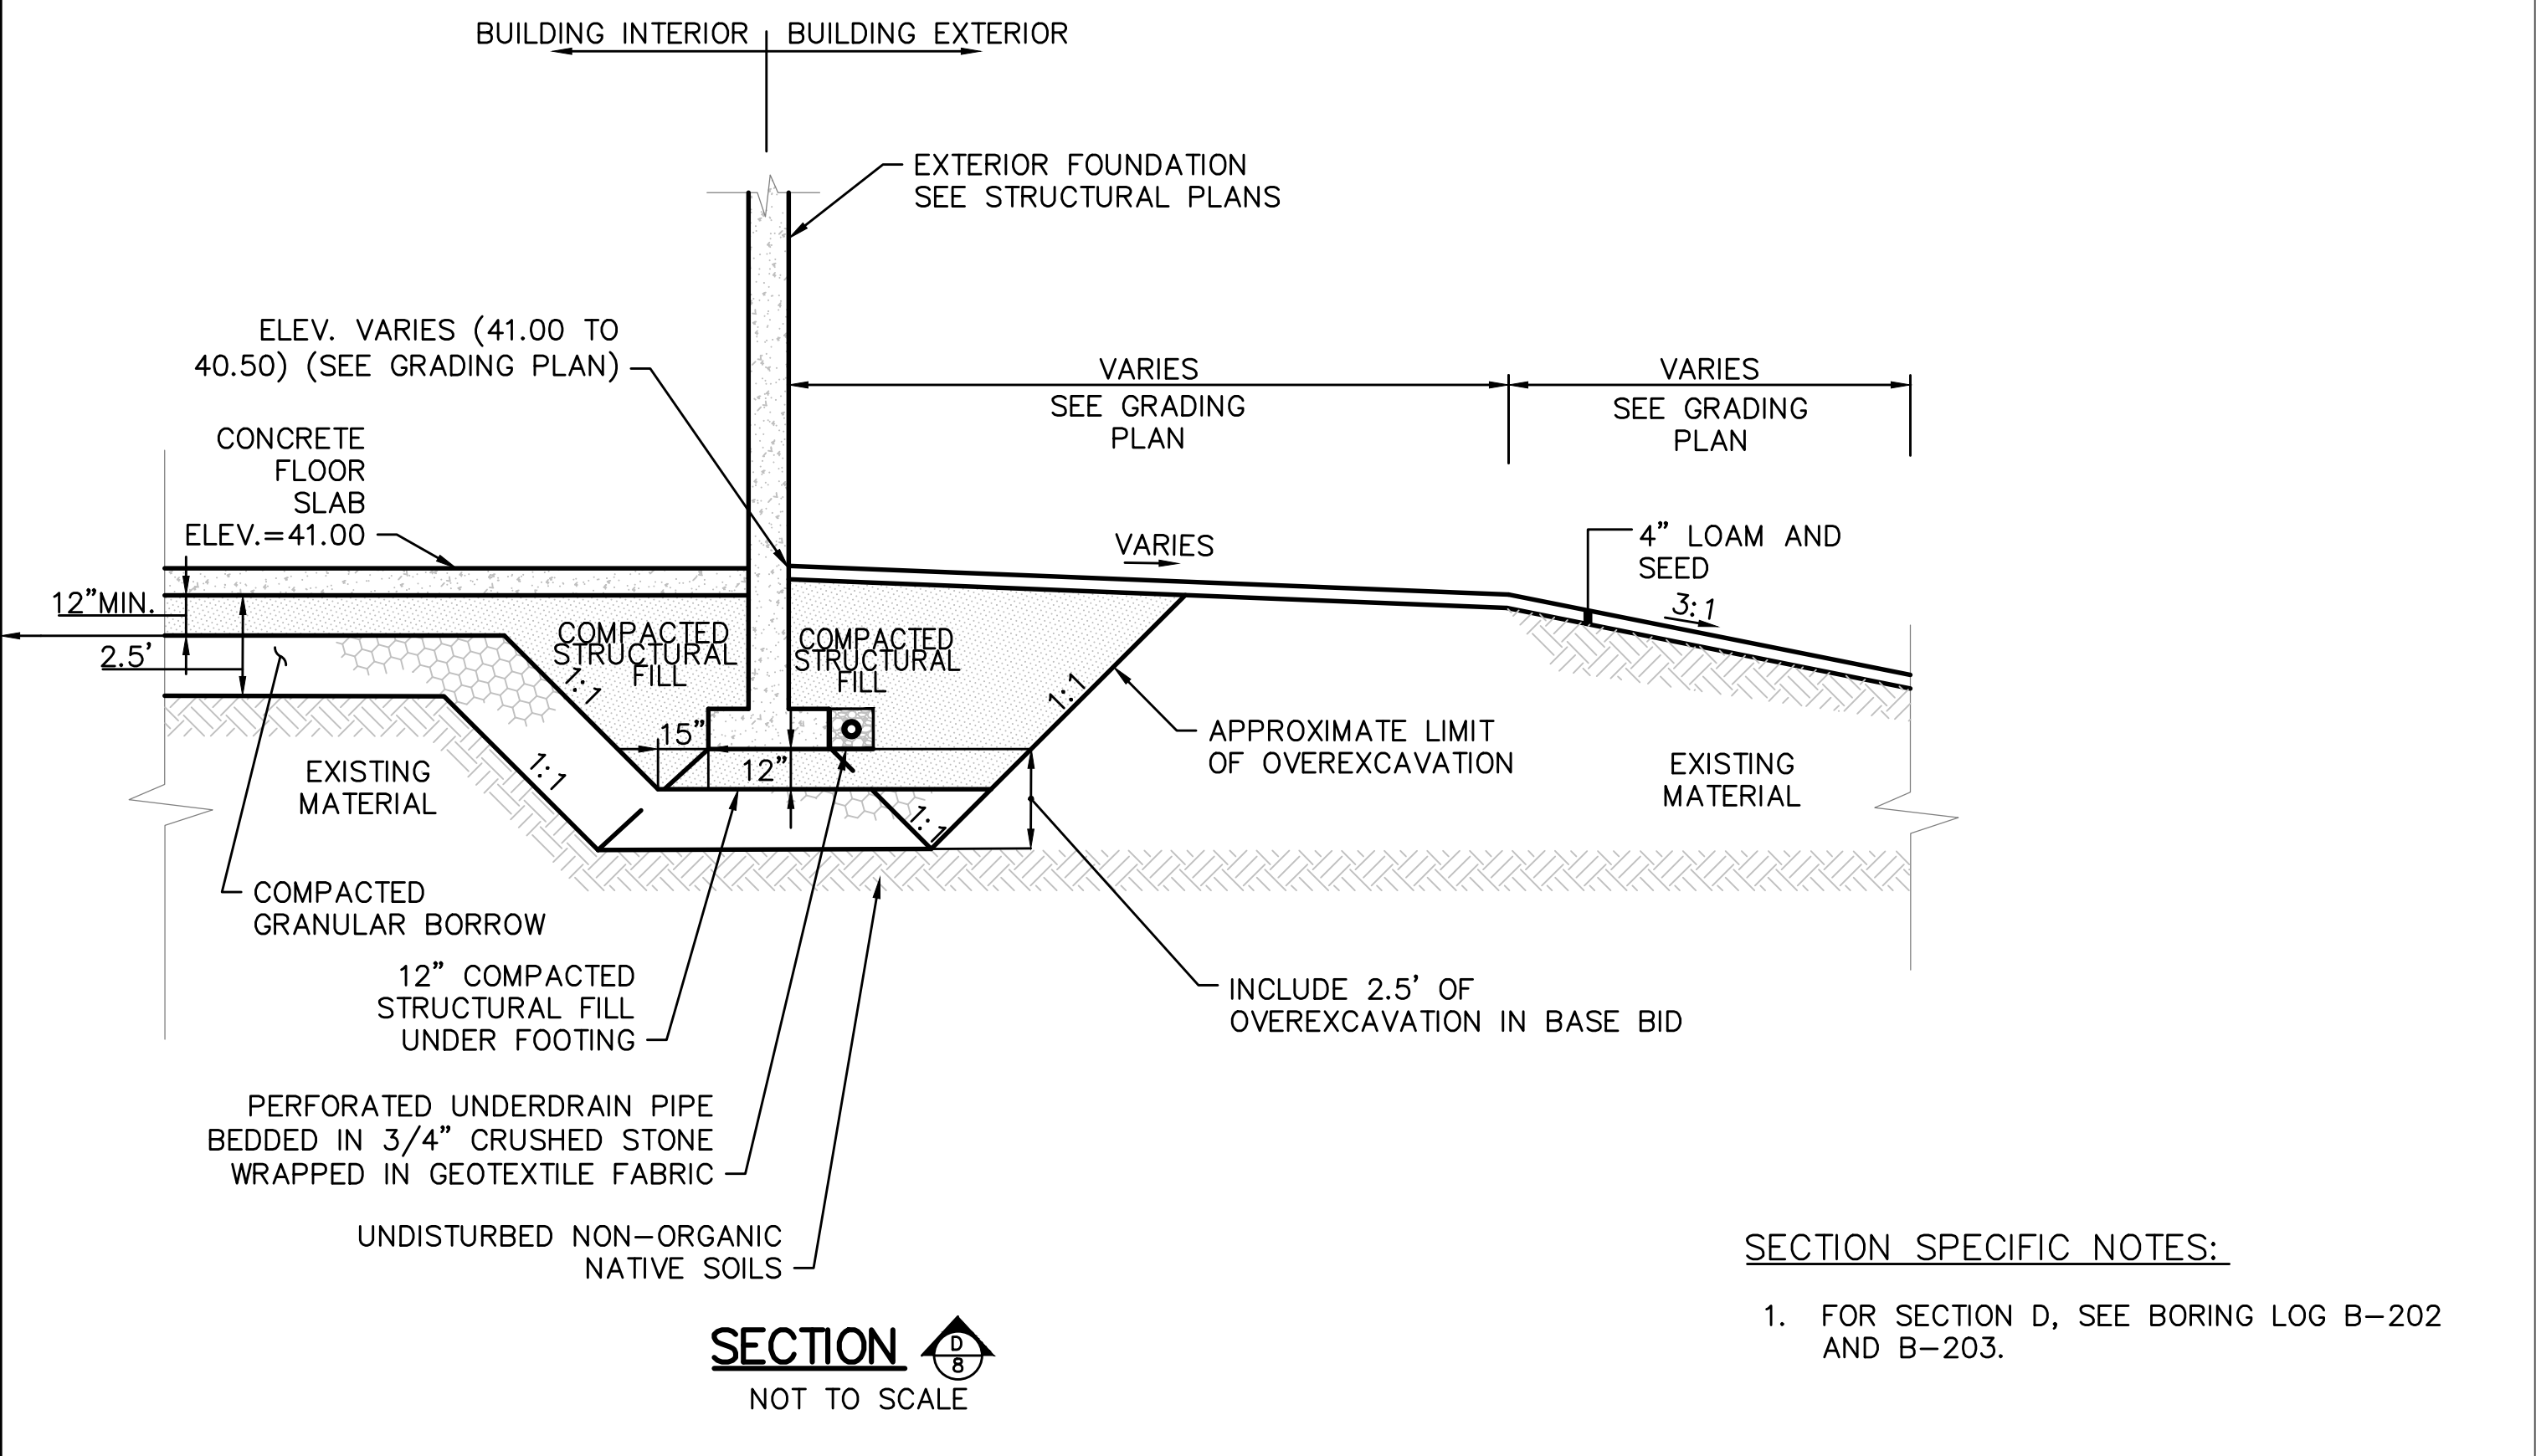 BUILDING INTERIOR
BUILDING EXTERIOR
EXTERIOR FOUNDATION
SEE STRUCTURAL PLANS
ELEV. VARIES (41.00 TO
40.50) (SEE GRADING PLAN)
VARIES
SEE GRADING
PLAN
VARIES
SEE GRADING
PLAN
CONCRETE
FLOOR
SLAB
ELEV.=41.00
VARIES
4" LOAM AND
SEED
3:1
12"MIN.
2.5'
COMPACTED
STRUCTURAL
FILL
COMPACTED
STRUCTURAL
FILL
1:1
1:1
15"
12"
1:1
1:1
APPROXIMATE LIMIT
OF OVEREXCAVATION
EXISTING
MATERIAL
EXISTING
MATERIAL
COMPACTED
GRANULAR BORROW
12" COMPACTED
STRUCTURAL FILL
UNDER FOOTING
INCLUDE 2.5' OF
OVEREXCAVATION IN BASE BID
PERFORATED UNDERDRAIN PIPE
BEDDED IN 3/4" CRUSHED STONE
WRAPPED IN GEOTEXTILE FABRIC
UNDISTURBED NON-ORGANIC
NATIVE SOILS
SECTION
D
8
NOT TO SCALE
SECTION SPECIFIC NOTES:
1. FOR SECTION D, SEE BORING LOG B-202
AND B-203.